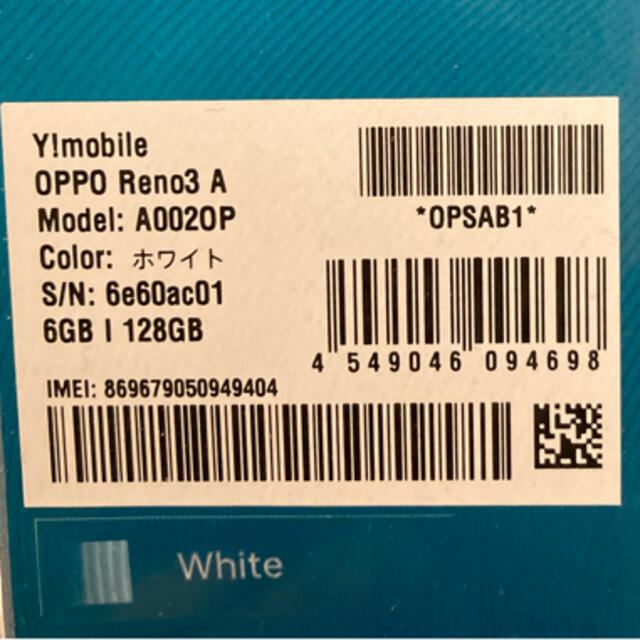 Y!mobile
OPPO Reno3 A
Model: A002OP
Color: ホワイト
S/N: 6e60ac01
6GB | 128GB
*OPSAB1*
4 549046 094698
IMEI: 869679050949404
White